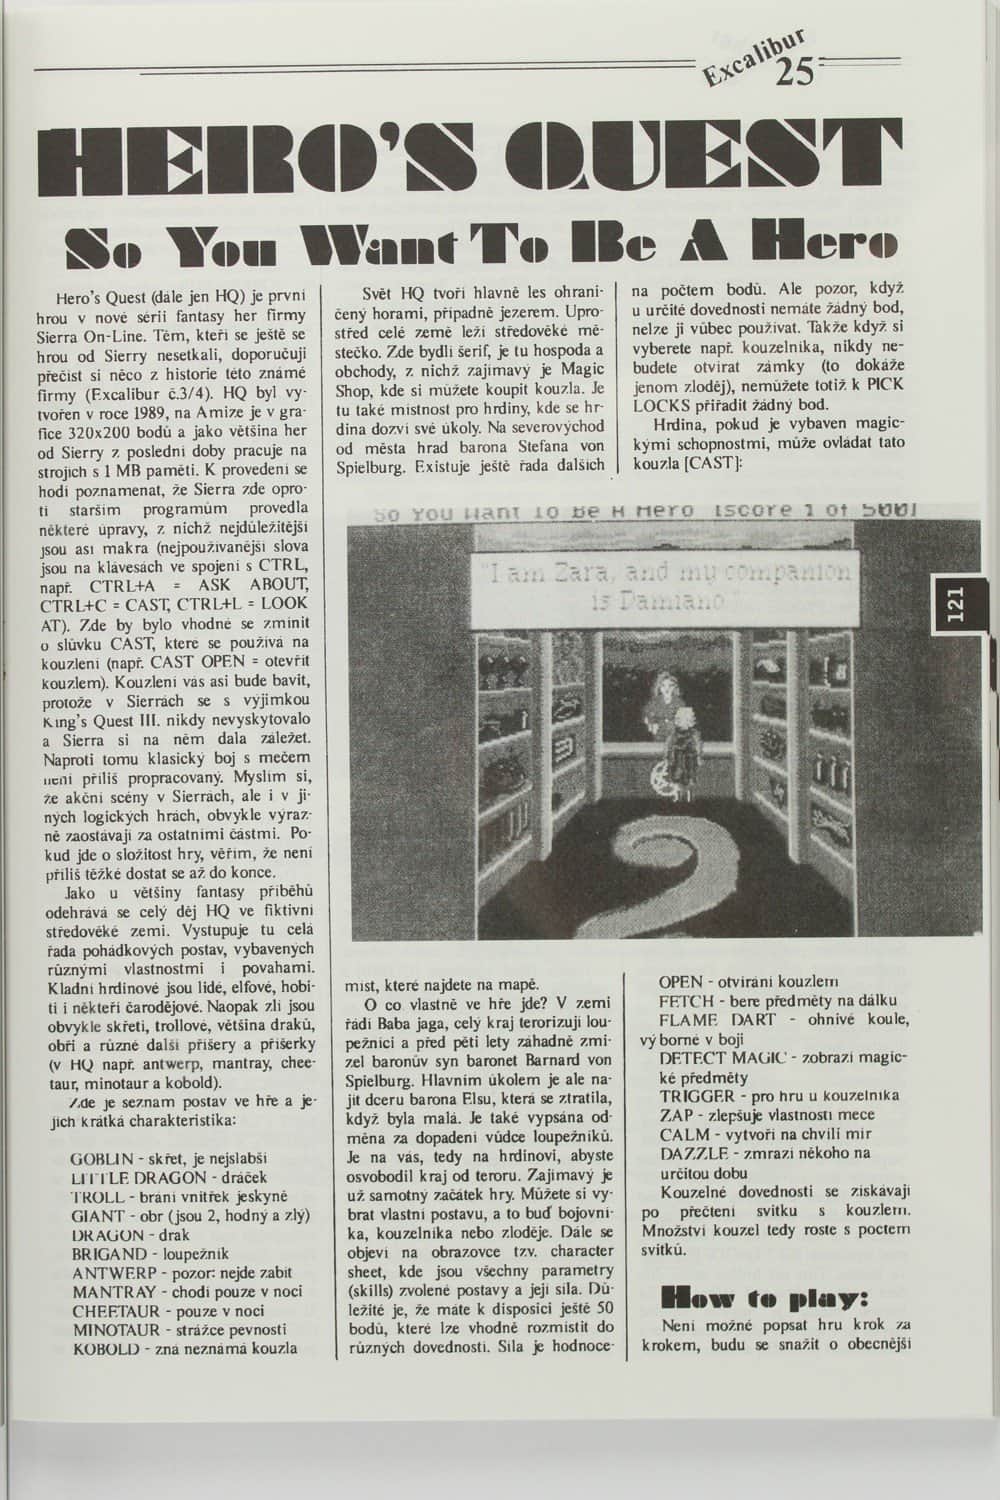 Excalibur
25
HERO'S QUEST
So You Want To Be A Hero
Hero's Quest (dále jen HQ) je první
hrou v nové sérii fantasy her firmy
Sierra On-Line. Těm, kteří se ještě se
hrou od Sierry nesetkali, doporučuji
přečíst si něco z historie této známé
firmy (Excalibur č.3/4). HQ byl vy-
tvořen v roce 1989, na Amize je v gra-
fice 320x200 bodů a jako většina her
od Sierry z poslední doby pracuje na
strojích s 1 MB paměti. K provedení se
hodí poznamenat, že Sierra zde opro-
ti starším programům provedla
některé úpravy, z nichž nejdůležitější
jsou asi makra (nejpoužívanější slova
jsou na klávesách ve spojení s CTRL,
např. CTRL+A = ASK ABOUT,
CTRL+C = CAST, CTRL+L = LOOK
AT). Zde by bylo vhodné se zmínit
o slůvku CAST, které se používá na
kouzlení (např. CAST OPEN = otevřít
kouzlem). Kouzlení vás asi bude bavit,
protože v Sierrách se s výjimkou
King's Quest III. nikdy nevyskytovalo
a Sierra si na něm dala záležet.
Naproti tomu klasický boj s mečem
není příliš propracovaný. Myslím si,
že akční scény v Sierrách, ale i v ji-
ných logických hrách, obvykle výraz-
ně zaostávají za ostatními částmi. Po-
kud jde o složitost hry, věřím, že není
příliš těžké dostat se až do konce.
Jako u většiny fantasy příběhů
odehrává se celý děj HQ ve fiktivní
středověké zemi. Vystupuje tu celá
řada pohádkových postav, vybavených
různými vlastnostmi i povahami.
Kladní hrdinové jsou lidé, elfové, hobi-
ti i někteří čarodějové. Naopak zlí jsou
obvykle skřeti, trollové, většina draků,
obři a různé další příšery a příšerky
(v HQ např. antwerp, mantray, chee-
taur, minotaur a kobold).
Zde je seznam postav ve hře a je-
jich krátká charakteristika:
GOBLIN - skřet, je nejslabší
LITTLE DRAGON - dráček
TROLL - brání vnitřek jeskyně
GIANT - obr (jsou 2, hodný a zlý)
DRAGON - drak
BRIGAND - loupežník
ANTWERP - pozor: nejde zabít
MANTRAY - chodí pouze v noci
CHEETAUR - pouze v noci
MINOTAUR - strážce pevnosti
KOBOLD - zná neznámá kouzla
Svět HQ tvoří hlavně les ohrani-
čený horami, případně jezerem. Upro-
střed celé země leží středověké mě-
stečko. Zde bydlí šerif, je tu hospoda a
obchody, z nichž zajímavý je Magic
Shop, kde si můžete koupit kouzla. Je
tu také místnost pro hrdiny, kde se hr-
dina dozví své úkoly. Na severovýchod
od města hrad barona Stefana von
Spielburg. Existuje ještě řada dalších
na počtem bodů. Ale pozor, když
u určité dovednosti nemáte žádný bod,
nelze ji vůbec používat. Takže když si
vyberete např. kouzelníka, nikdy ne-
budete otvírat zámky (to dokáže
jenom zloděj), nemůžete totiž k PICK
LOCKS přiřadit žádný bod.
Hrdina, pokud je vybaven magic-
kými schopnostmi, může ovládat tato
kouzla [CAST]:
So You Want To Be A Hero [score 1 of 500]
"I am Zara, and my companion
is Damiano"
121
míst, které najdete na mapě.
O co vlastně ve hře jde? V zemi
řádí Baba jaga, celý kraj terorizují lou-
pežníci a před pěti lety záhadně zmi-
zel baronův syn baronet Barnard von
Spielburg. Hlavním úkolem je ale na-
jít dceru barona Elsu, která se ztratila,
když byla malá. Je také vypsána od-
měna za dopadení vůdce loupežníků.
Je na vás, tedy na hrdinovi, abyste
osvobodil kraj od teroru. Zajímavý je
už samotný začátek hry. Můžete si vy-
brat vlastní postavu, a to buď bojovní-
ka, kouzelníka nebo zloděje. Dále se
objeví na obrazovce tzv. character
sheet, kde jsou všechny parametry
(skills) zvolené postavy a její síla. Dů-
ležité je, že máte k disposici ještě 50
bodů, které lze vhodně rozmístit do
různých dovedností. Síla je hodnoce-
OPEN - otvírání kouzlem
FETCH - bere předměty na dálku
FLAME DART - ohnivé koule,
výborné v boji
DETECT MAGIC - zobrazí magic-
ké předměty
TRIGGER - pro hru u kouzelníka
ZAP - zlepšuje vlastnosti meče
CALM - vytvoří na chvíli mír
DAZZLE - zmrazí někoho na
určitou dobu
Kouzelné dovednosti se získávají
po přečtení svitku s kouzlem.
Množství kouzel tedy roste s počtem
svitků.
How to play:
Není možné popsat hru krok za
krokem, budu se snažit o obecnější